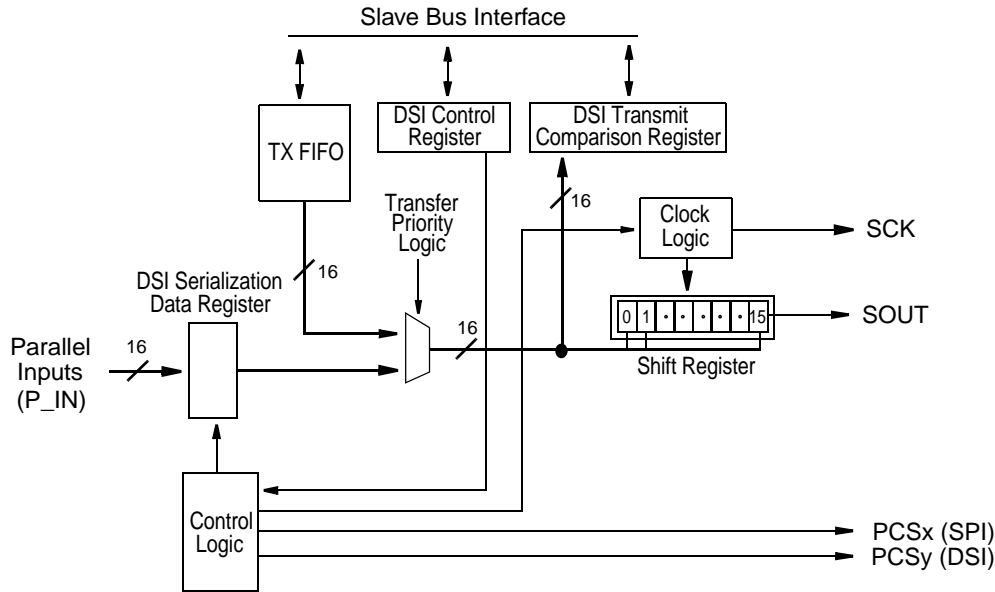 Slave Bus Interface
TX FIFO
DSI Control
Register
DSI Transmit
Comparison Register
16
Transfer
Priority
Logic
Clock
Logic
SCK
16
DSI Serialization
Data Register
0 1 · · · · · 15
SOUT
16
Shift Register
Parallel
Inputs
(P_IN)
16
Control
Logic
PCSx (SPI)
PCSy (DSI)